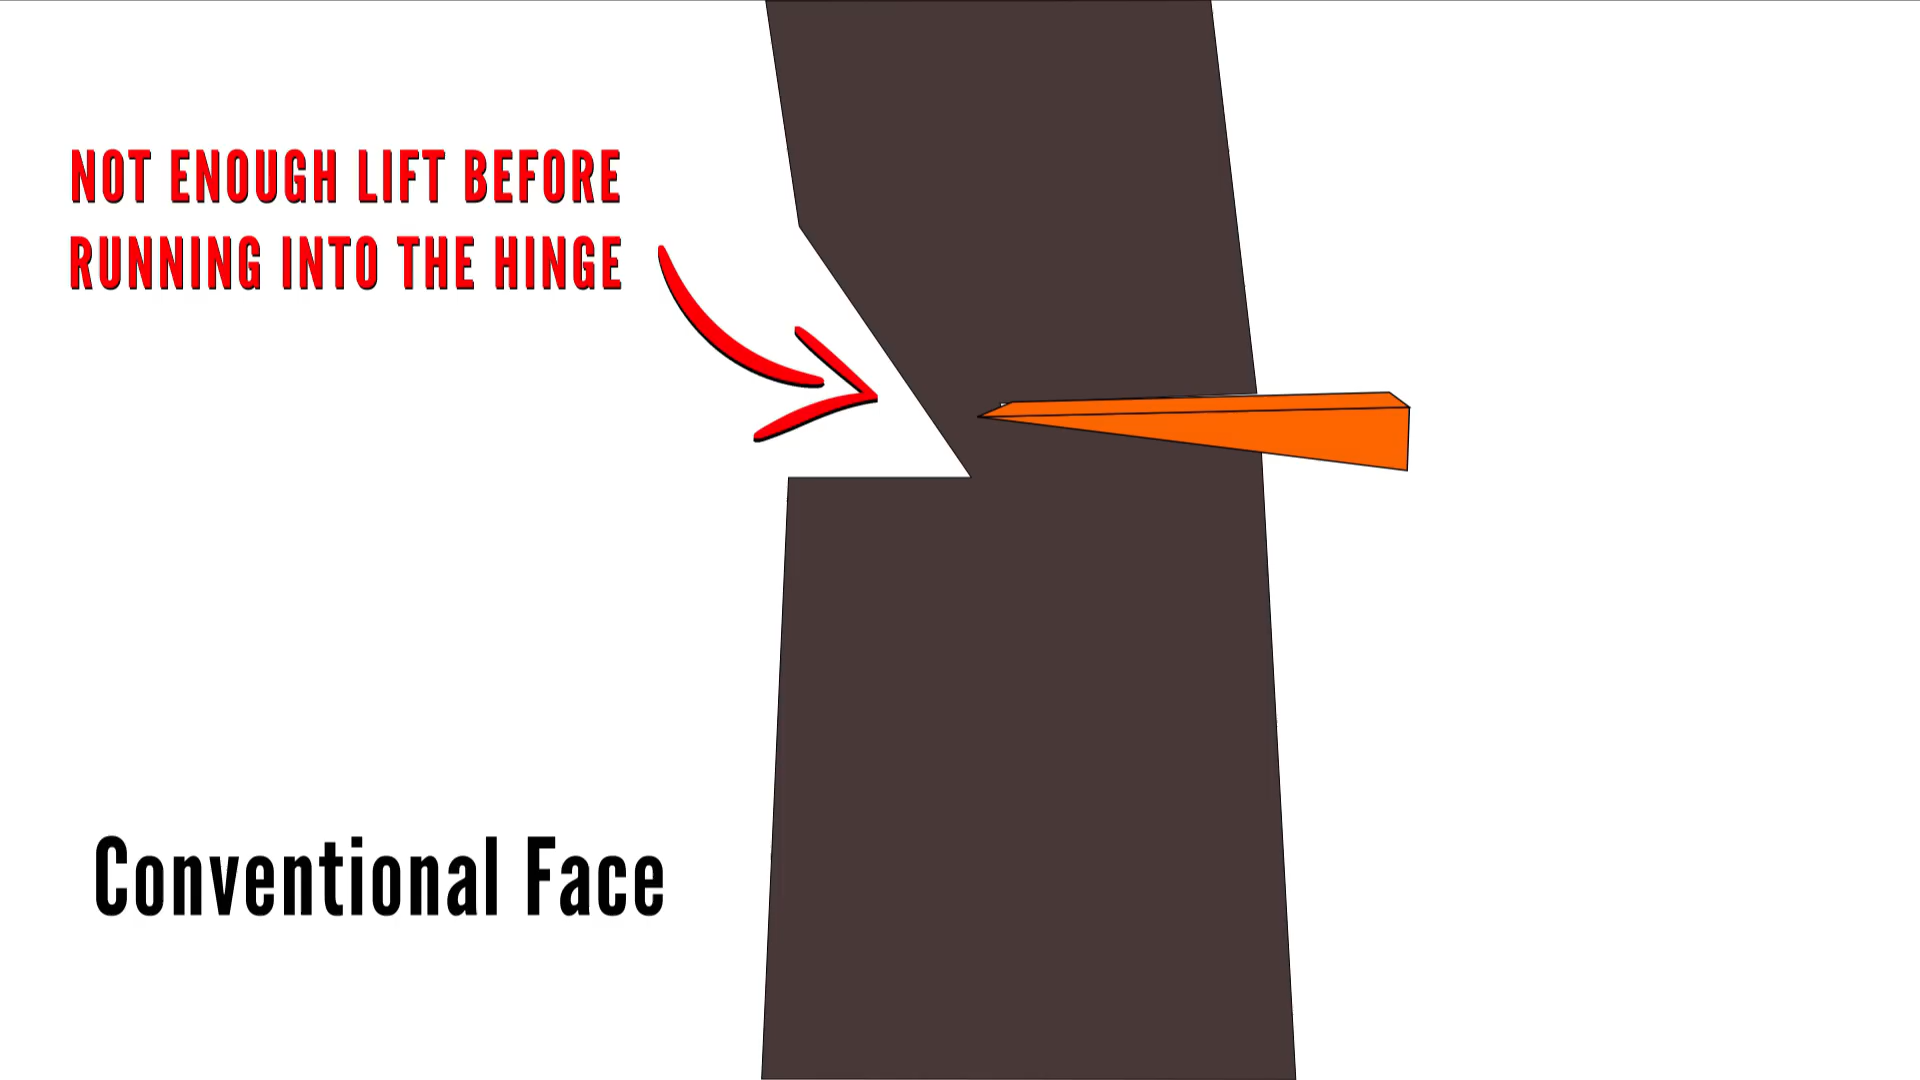 NOT ENOUGH LIFT BEFORE
RUNNING INTO THE HINGE
Conventional Face